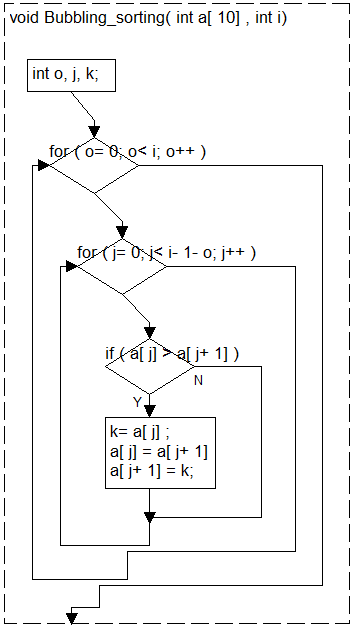 void Bubbling_sorting( int a[ 10] , int i)
int o, j, k;
for ( o= 0; o< i; o++ )
for ( j= 0; j< i- 1- o; j++ )
if ( a[ j] > a[ j+ 1] )
N
Y
k= a[ j] ;
a[ j] = a[ j+ 1]
a[ j+ 1] = k;